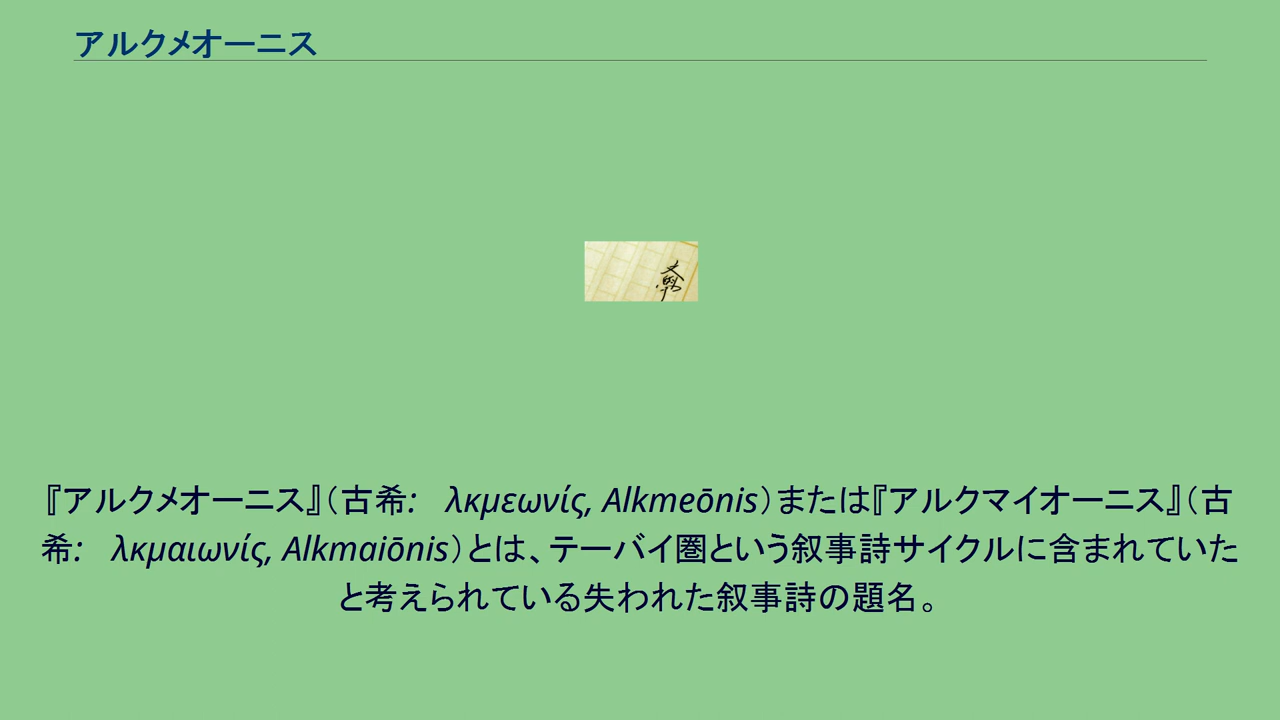 アルクメオーニス
『アルクメオーニス』（古希: λκμεωνίς, Alkmeōnis）または『アルクマイオーニス』（古
希: λκμαιωνίς, Alkmaiōnis）とは、テーバイ圏という叙事詩サイクルに含まれていた
と考えられている失われた叙事詩の題名。